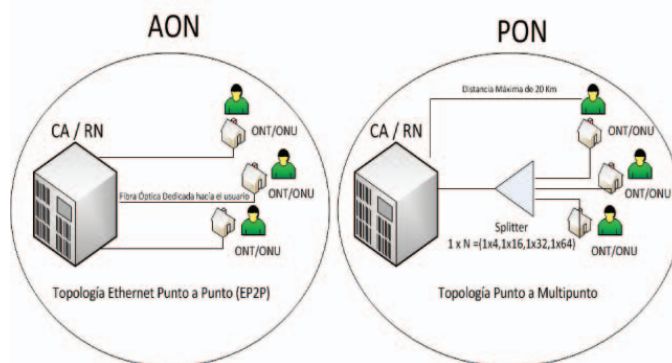 AON
CA / RN
ONT/ONU
Fibra Óptica Dedicada hacía el usuario
ONT/ONU
ONT/ONU
Topología Ethernet Punto a Punto (EP2P)
PON
Distancia Máxima de 20 Km
CA / RN
ONT/ONU
ONT/ONU
Splitter
1 x N =(1x4,1x16,1x32,1x64)
ONT/ONU
Topología Punto a Multipunto